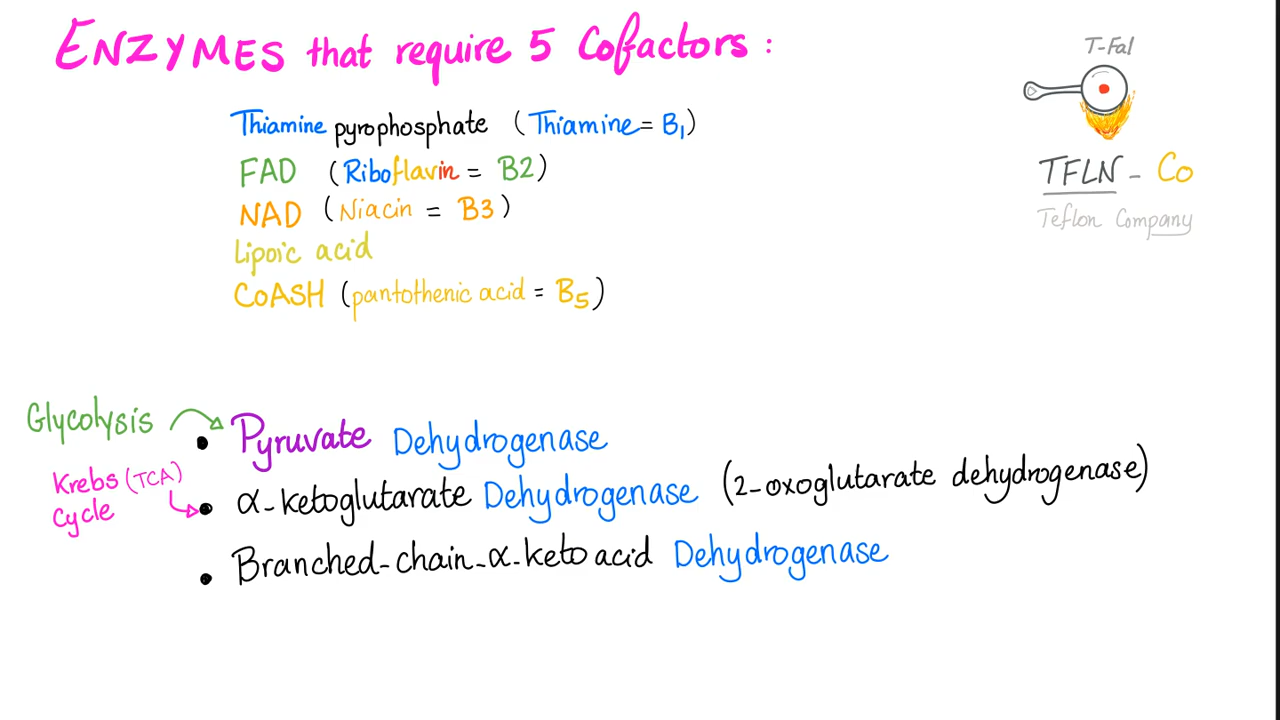 ENZYMES that require 5 Cofactors :
T-Fal
Thiamine pyrophosphate (Thiamine = B1)
FAD (Riboflavin = B2)
NAD (Niacin = B3)
Lipoic acid
CoASH (pantothenic acid = B5)
TFLN - Co
Teflon Company
Glycolysis
• Pyruvate Dehydrogenase
Krebs (TCA)
Cycle
• α-ketoglutarate Dehydrogenase (2-oxoglutarate dehydrogenase)
• Branched-chain-α-keto acid Dehydrogenase